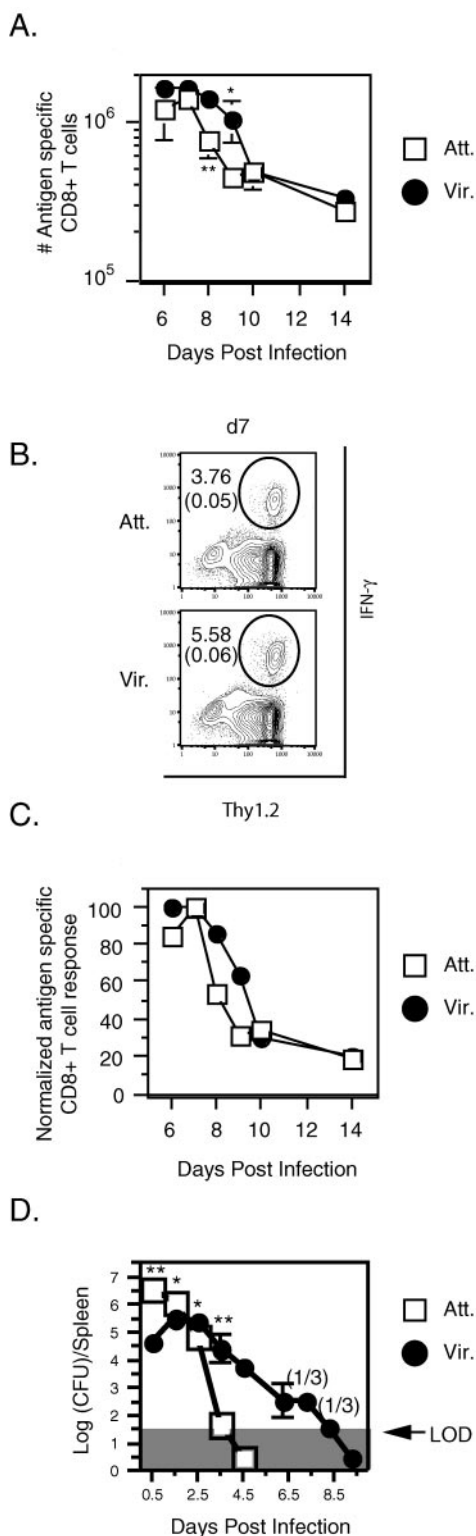 A.
# Antigen specific
CD8+ T cells
10⁶
10⁵
*
**
6 8 10 12 14
Days Post Infection
Att.
Vir.
B.
d7
Att.
3.76
(0.05)
Vir.
5.58
(0.06)
IFN-γ
Thy1.2
C.
Normalized antigen specific
CD8+ T cell response
100
80
60
40
20
0
6 8 10 12 14
Days Post Infection
Att.
Vir.
D.
Log (CFU)/Spleen
7
6
5
4
3
2
1
0
** * * **
(1/3)
(1/3)
LOD
0.5 2.5 4.5 6.5 8.5
Days Post Infection
Att.
Vir.